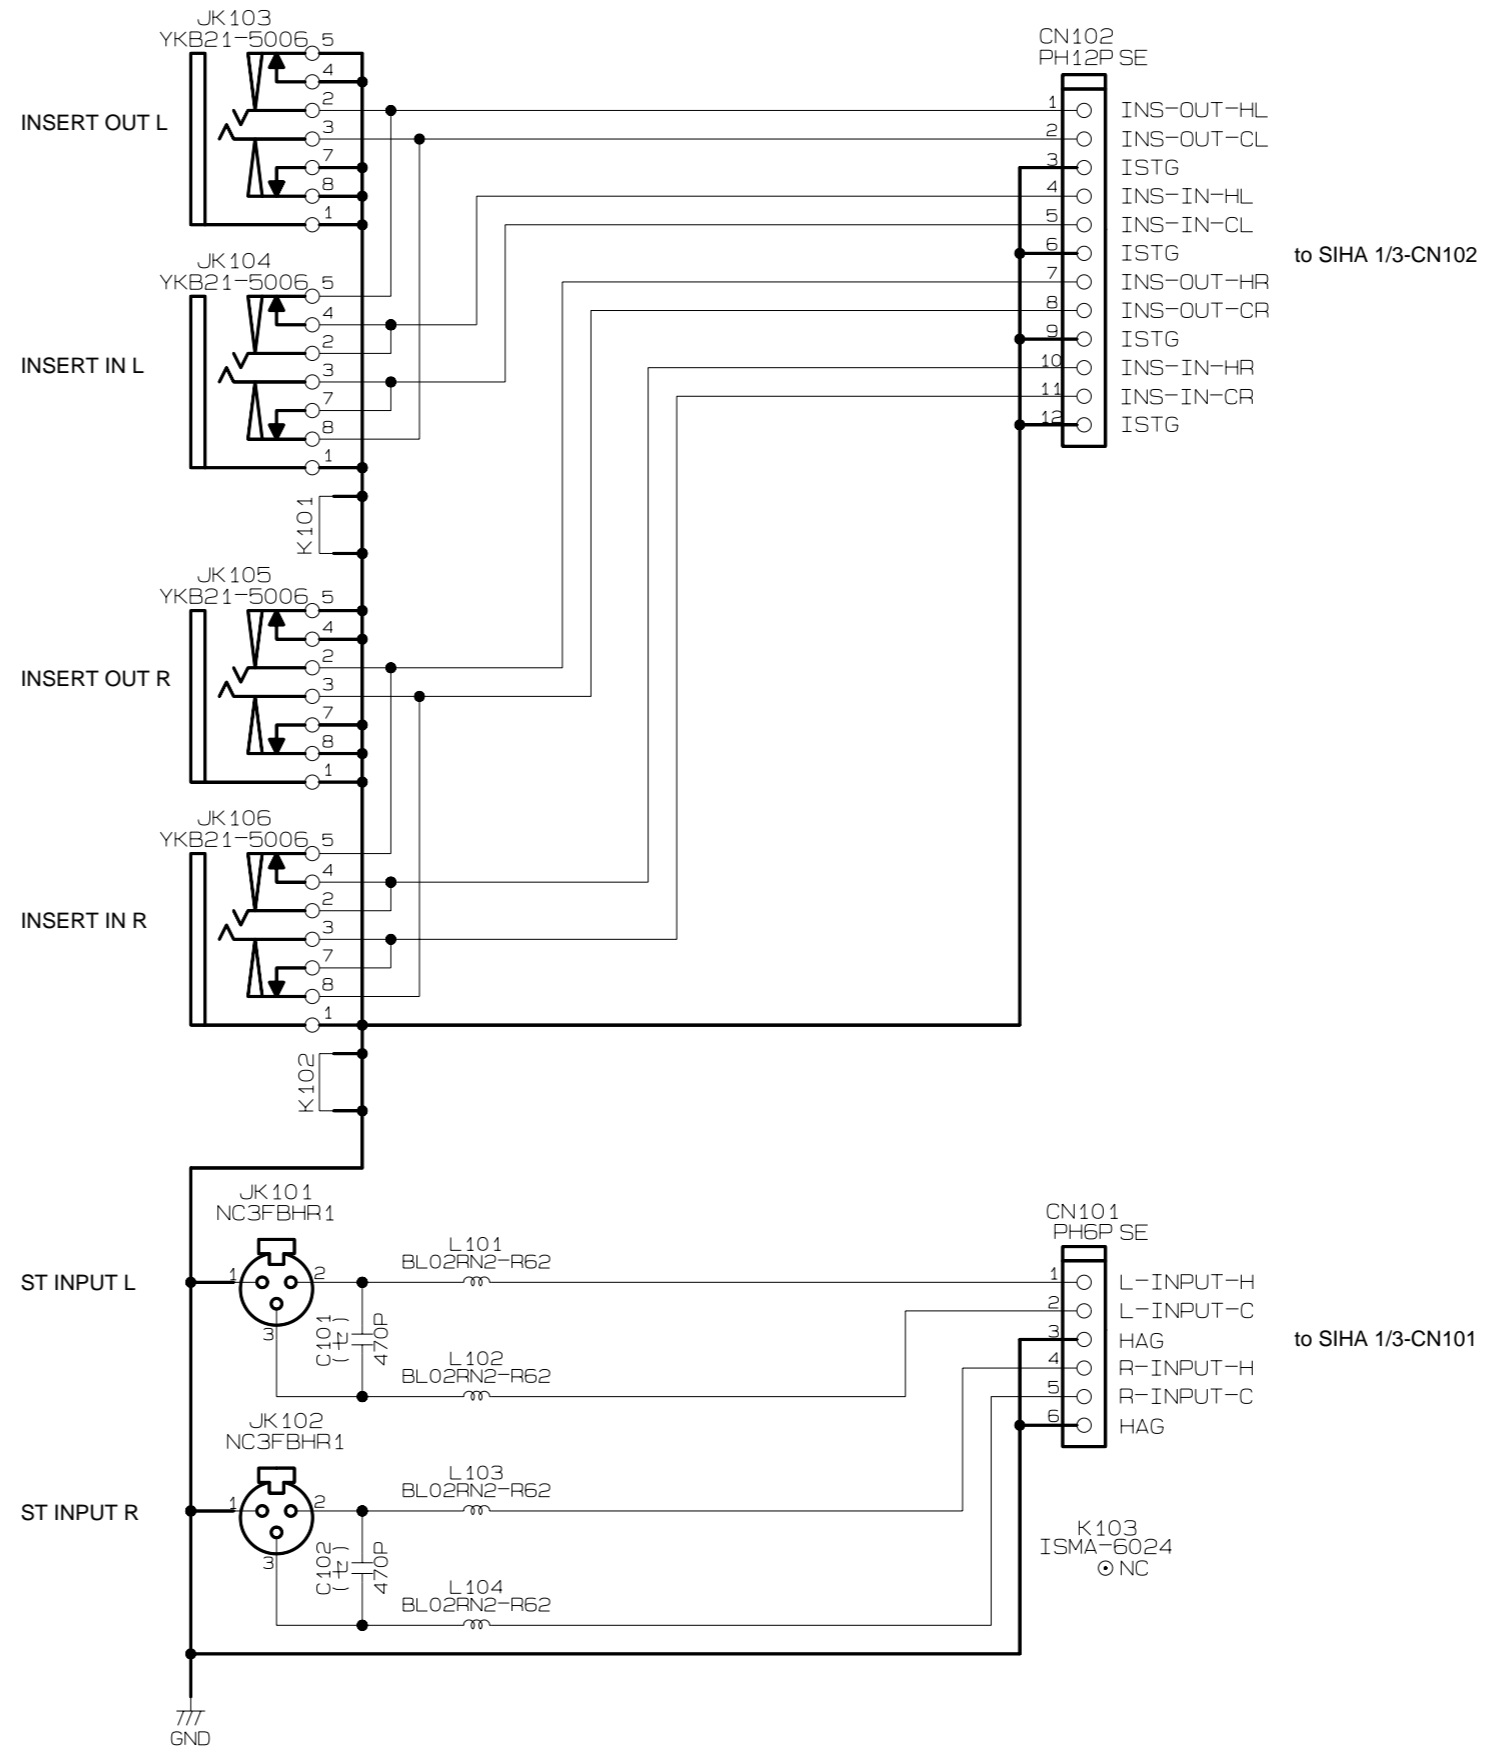 JK103
YKB21-5006
5
4
2
3
7
8
1
INSERT OUT L
JK104
YKB21-5006
5
4
2
3
7
8
1
INSERT IN L
K101
JK105
YKB21-5006
5
4
2
3
7
8
1
INSERT OUT R
JK106
YKB21-5006
5
4
2
3
7
8
1
INSERT IN R
K102
CN102
PH12P SE
1 INS-OUT-HL
2 INS-OUT-CL
3 ISTG
4 INS-IN-HL
5 INS-IN-CL
6 ISTG
7 INS-OUT-HR
8 INS-OUT-CR
9 ISTG
10 INS-IN-HR
11 INS-IN-CR
12 ISTG
to SIHA 1/3-CN102
JK101
NC3FBHR1
1
2
3
ST INPUT L
L101
BL02RN2-R62
C101
(セ)
470P
L102
BL02RN2-R62
JK102
NC3FBHR1
1
2
3
ST INPUT R
L103
BL02RN2-R62
C102
(セ)
470P
L104
BL02RN2-R62
CN101
PH6P SE
1 L-INPUT-H
2 L-INPUT-C
3 HAG
4 R-INPUT-H
5 R-INPUT-C
6 HAG
to SIHA 1/3-CN101
K103
ISMA-6024
NC
GND